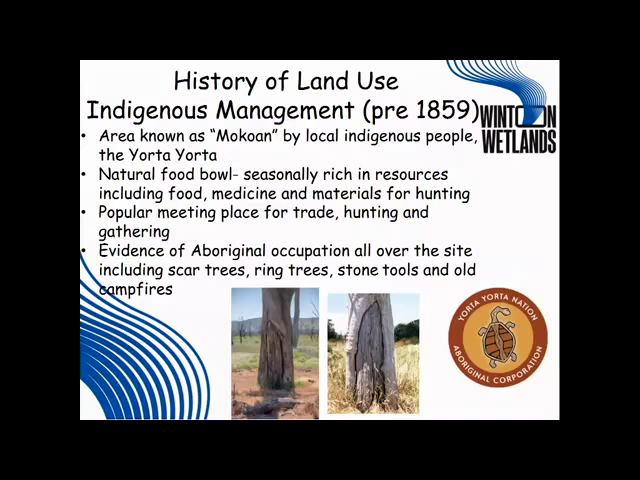 History of Land Use
Indigenous Management (pre 1859)
WINTON
WETLANDS
• Area known as “Mokoan” by local indigenous people,
the Yorta Yorta
• Natural food bowl- seasonally rich in resources
including food, medicine and materials for hunting
• Popular meeting place for trade, hunting and
gathering
• Evidence of Aboriginal occupation all over the site
including scar trees, ring trees, stone tools and old
campfires
YORTA YORTA NATION
ABORIGINAL CORPORATION